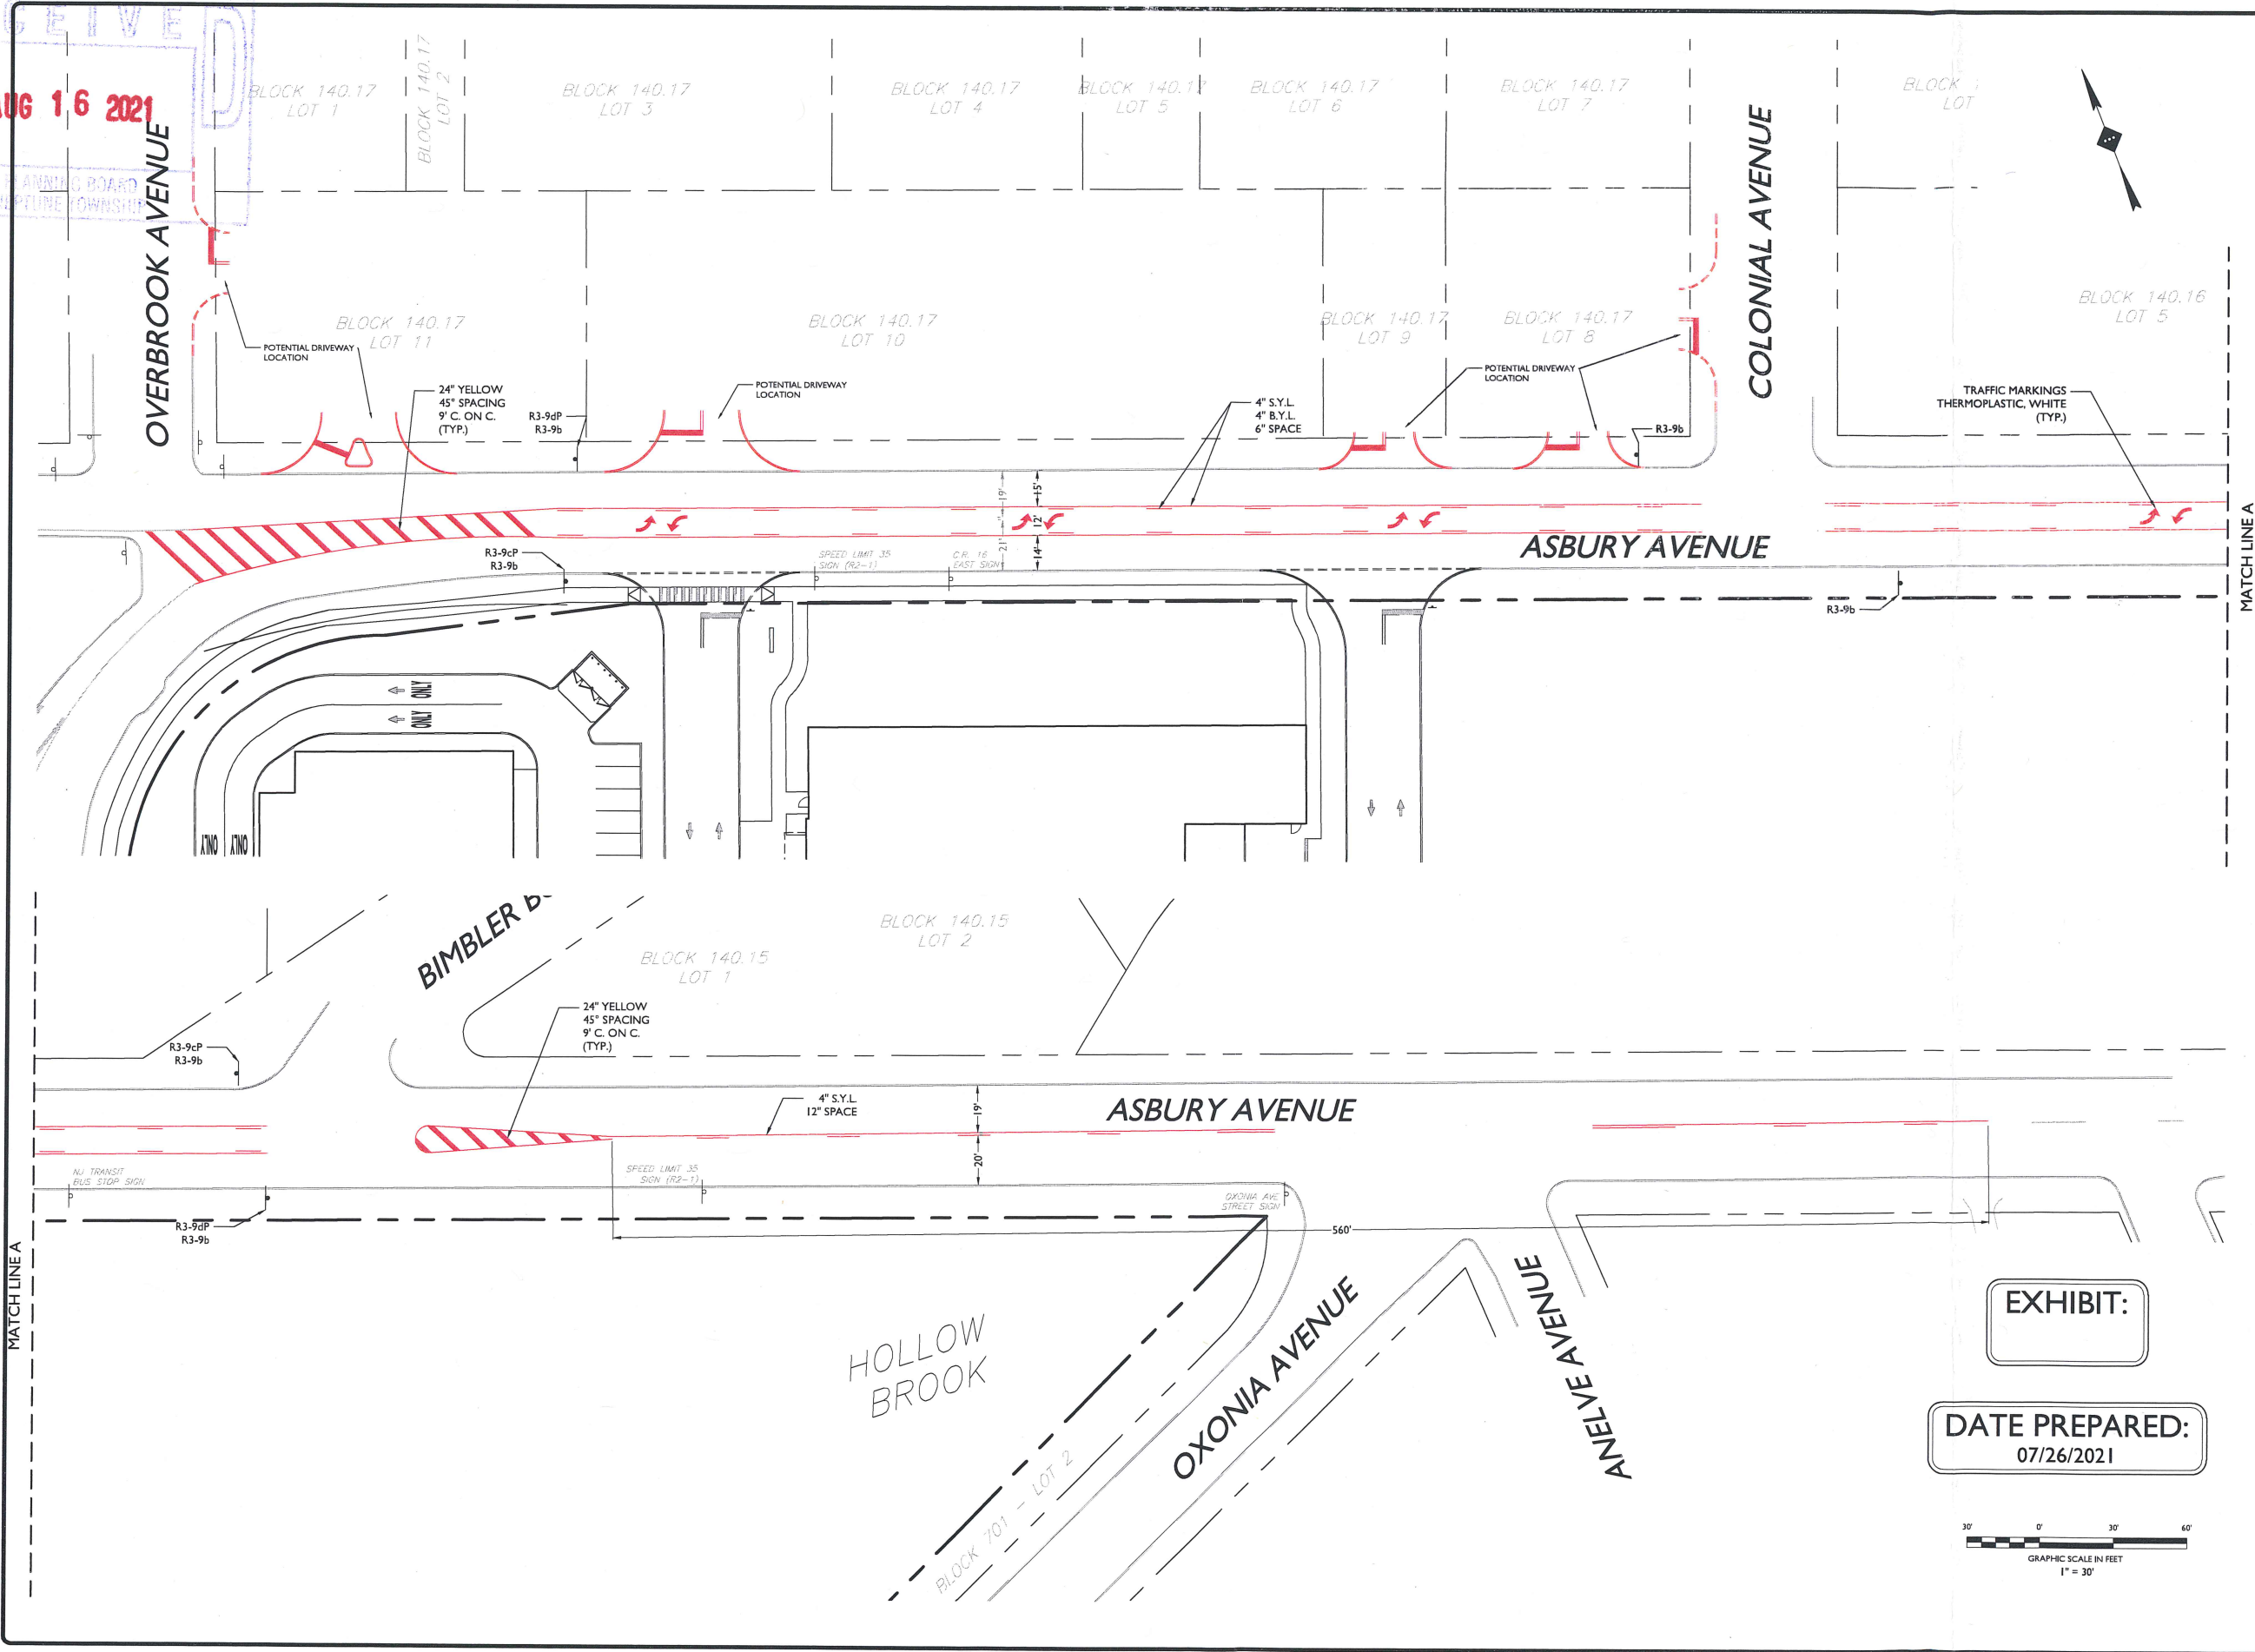 CEIVE
D
AUG 16 2021
PLANNING BOARD
NEPTUNE TOWNSHIP
OVERBROOK AVENUE
BLOCK 140.17
LOT 1
BLOCK 140.17
LOT 2
BLOCK 140.17
LOT 3
BLOCK 140.17
LOT 4
BLOCK 140.17
LOT 5
BLOCK 140.17
LOT 6
BLOCK 140.17
LOT 7
COLONIAL AVENUE
BLOCK
LOT
BLOCK 140.16
LOT 5
BLOCK 140.17
LOT 11
BLOCK 140.17
LOT 10
BLOCK 140.17
LOT 9
BLOCK 140.17
LOT 8
POTENTIAL DRIVEWAY
LOCATION
24" YELLOW
45° SPACING
9' C. ON C.
(TYP.)
R3-9dP
R3-9b
POTENTIAL DRIVEWAY
LOCATION
4" S.Y.L.
4" B.Y.L.
6" SPACE
POTENTIAL DRIVEWAY
LOCATION
R3-9b
TRAFFIC MARKINGS
THERMOPLASTIC, WHITE
(TYP.)
19'
15'
12'
21'
14'
R3-9cP
R3-9b
SPEED LIMIT 35
SIGN (R2-1)
C.R. 16
EAST SIGN
ASBURY AVENUE
R3-9b
MATCH LINE A
ONLY
ONLY
ONLY
ONLY
BIMBLER
BLOCK 140.15
LOT 1
BLOCK 140.15
LOT 2
24" YELLOW
45° SPACING
9' C. ON C.
(TYP.)
R3-9cP
R3-9b
4" S.Y.L.
12" SPACE
19'
20'
ASBURY AVENUE
NJ TRANSIT
BUS STOP SIGN
SPEED LIMIT 35
SIGN (R2-1)
OXONIA AVE
STREET SIGN
R3-9dP
R3-9b
560'
MATCH LINE A
HOLLOW
BROOK
BLOCK 701 - LOT 2
OXONIA AVENUE
ANELVE AVENUE
EXHIBIT:
DATE PREPARED:
07/26/2021
30'
0'
30'
60'
GRAPHIC SCALE IN FEET
1" = 30'